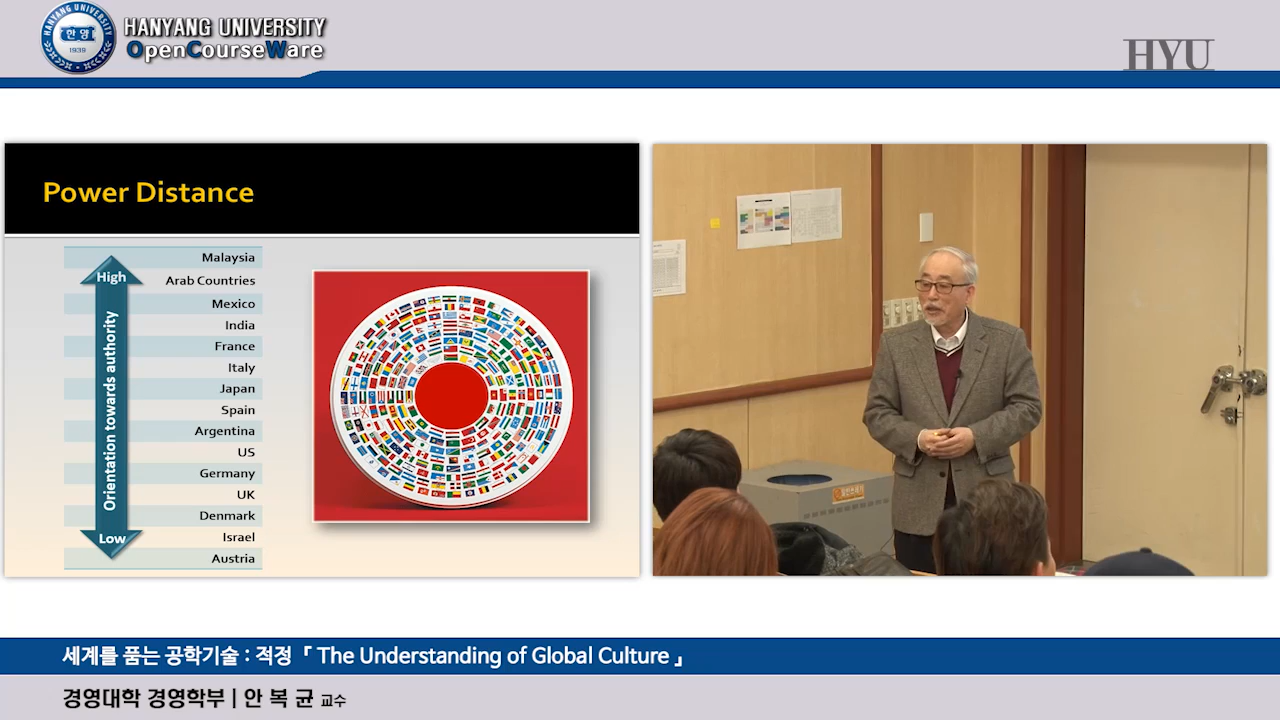 HANYANG UNIVERSITY
한양
1939
HANYANG UNIVERSITY
OpenCourseWare
HYU
Power Distance
High
Orientation towards authority
Low
Malaysia
Arab Countries
Mexico
India
France
Italy
Japan
Spain
Argentina
US
Germany
UK
Denmark
Israel
Austria
세계를 품는 공학기술 : 적정 「 The Understanding of Global Culture 」
경영대학 경영학부 | 안 복 균 교수